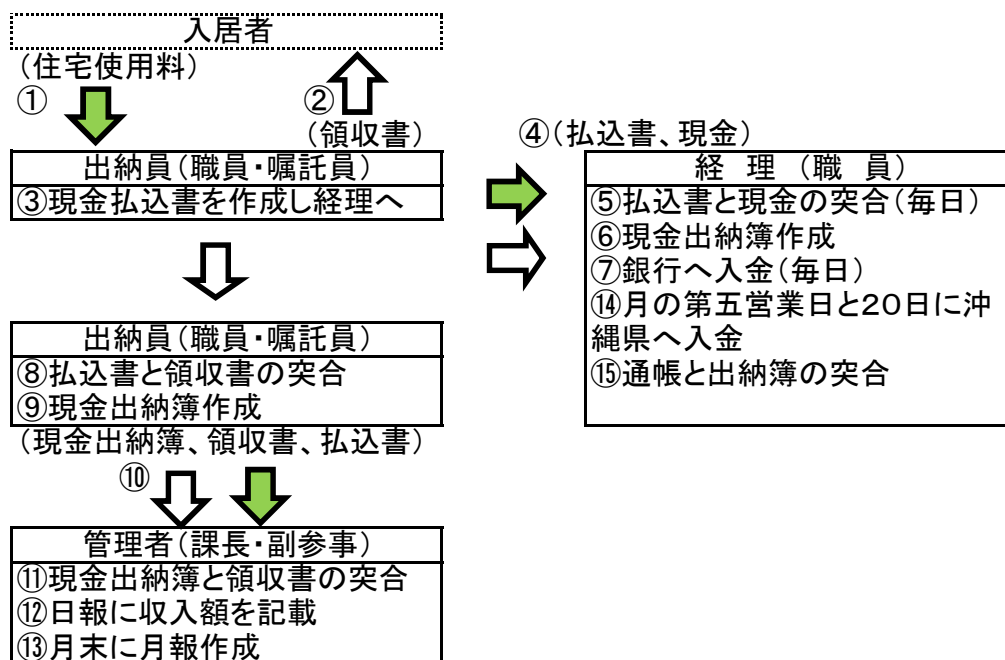 入居者
(住宅使用料)
① ②
(領収書)
④(払込書、現金)
出納員(職員・嘱託員)
③現金払込書を作成し経理へ
経 理 (職 員)
⑤払込書と現金の突合(毎日)
⑥現金出納簿作成
⑦銀行へ入金(毎日)
⑭月の第五営業日と20日に沖
縄県へ入金
⑮通帳と出納簿の突合
出納員(職員・嘱託員)
⑧払込書と領収書の突合
⑨現金出納簿作成
(現金出納簿、領収書、払込書)
⑩
管理者(課長・副参事)
⑪現金出納簿と領収書の突合
⑫日報に収入額を記載
⑬月末に月報作成